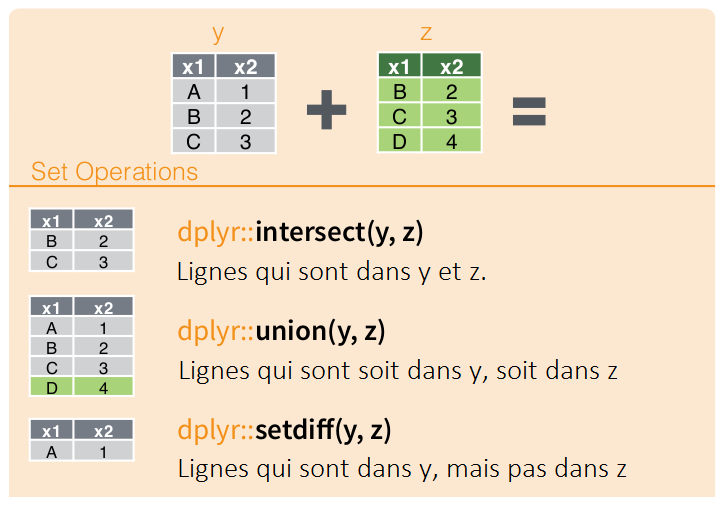 y z
x1 x2 x1 x2
A 1 B 2
B 2 + C 3 =
C 3 D 4
Set Operations
x1 x2
B 2
C 3
dplyr::intersect(y, z)
Lignes qui sont dans y et z.
x1 x2
A 1
B 2
C 3
D 4
dplyr::union(y, z)
Lignes qui sont soit dans y, soit dans z
x1 x2
A 1
dplyr::setdiff(y, z)
Lignes qui sont dans y, mais pas dans z